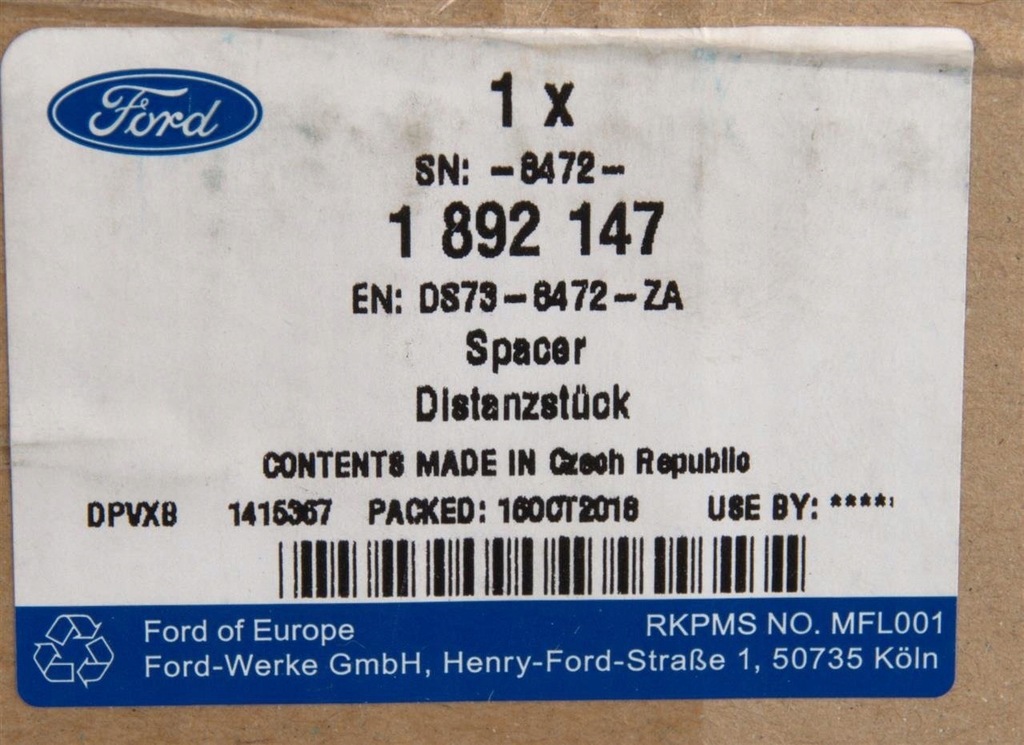 Ford
1 x
SN: -8472-
1 892 147
EN: DS73-8472-ZA
Spacer
Distanzstück
CONTENTS MADE IN Czech Republic
DPVXB 1415367 PACKED: 16OCT2018 USE BY: ****
Ford of Europe RKPMS NO. MFL001
Ford-Werke GmbH, Henry-Ford-Straße 1, 50735 Köln